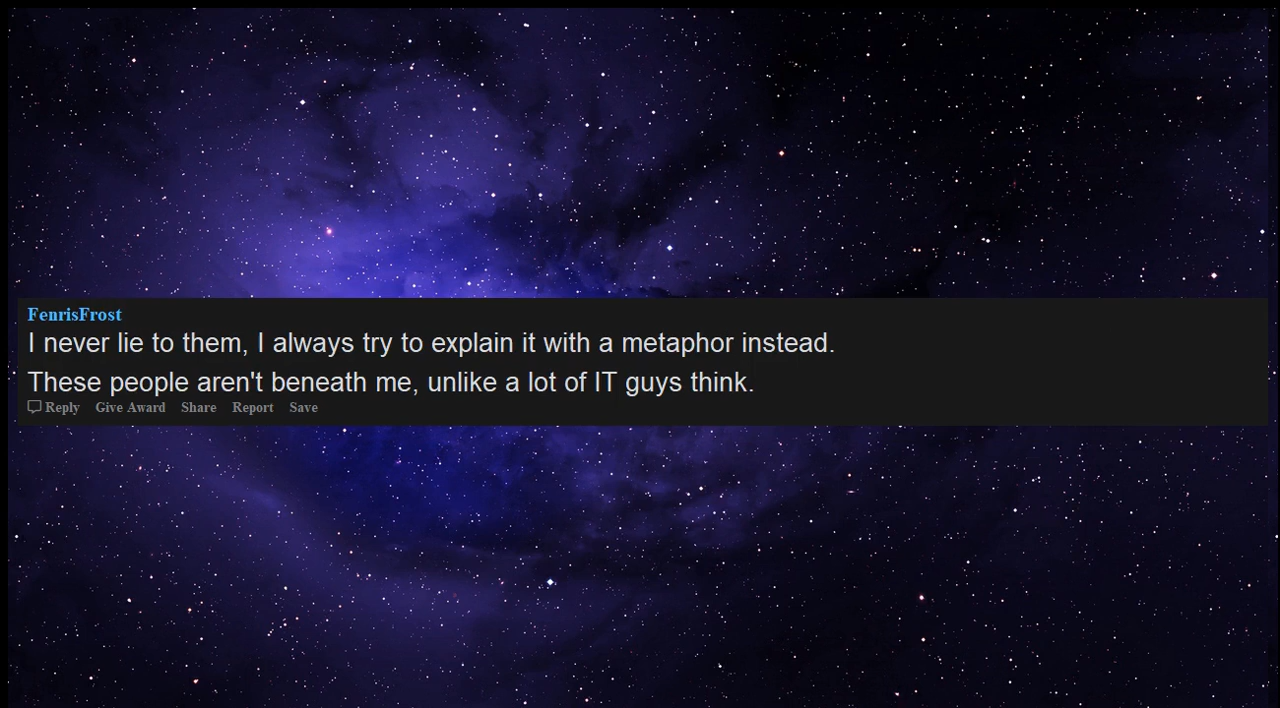 FenrisFrost
I never lie to them, I always try to explain it with a metaphor instead.
These people aren't beneath me, unlike a lot of IT guys think.
Reply Give Award Share Report Save